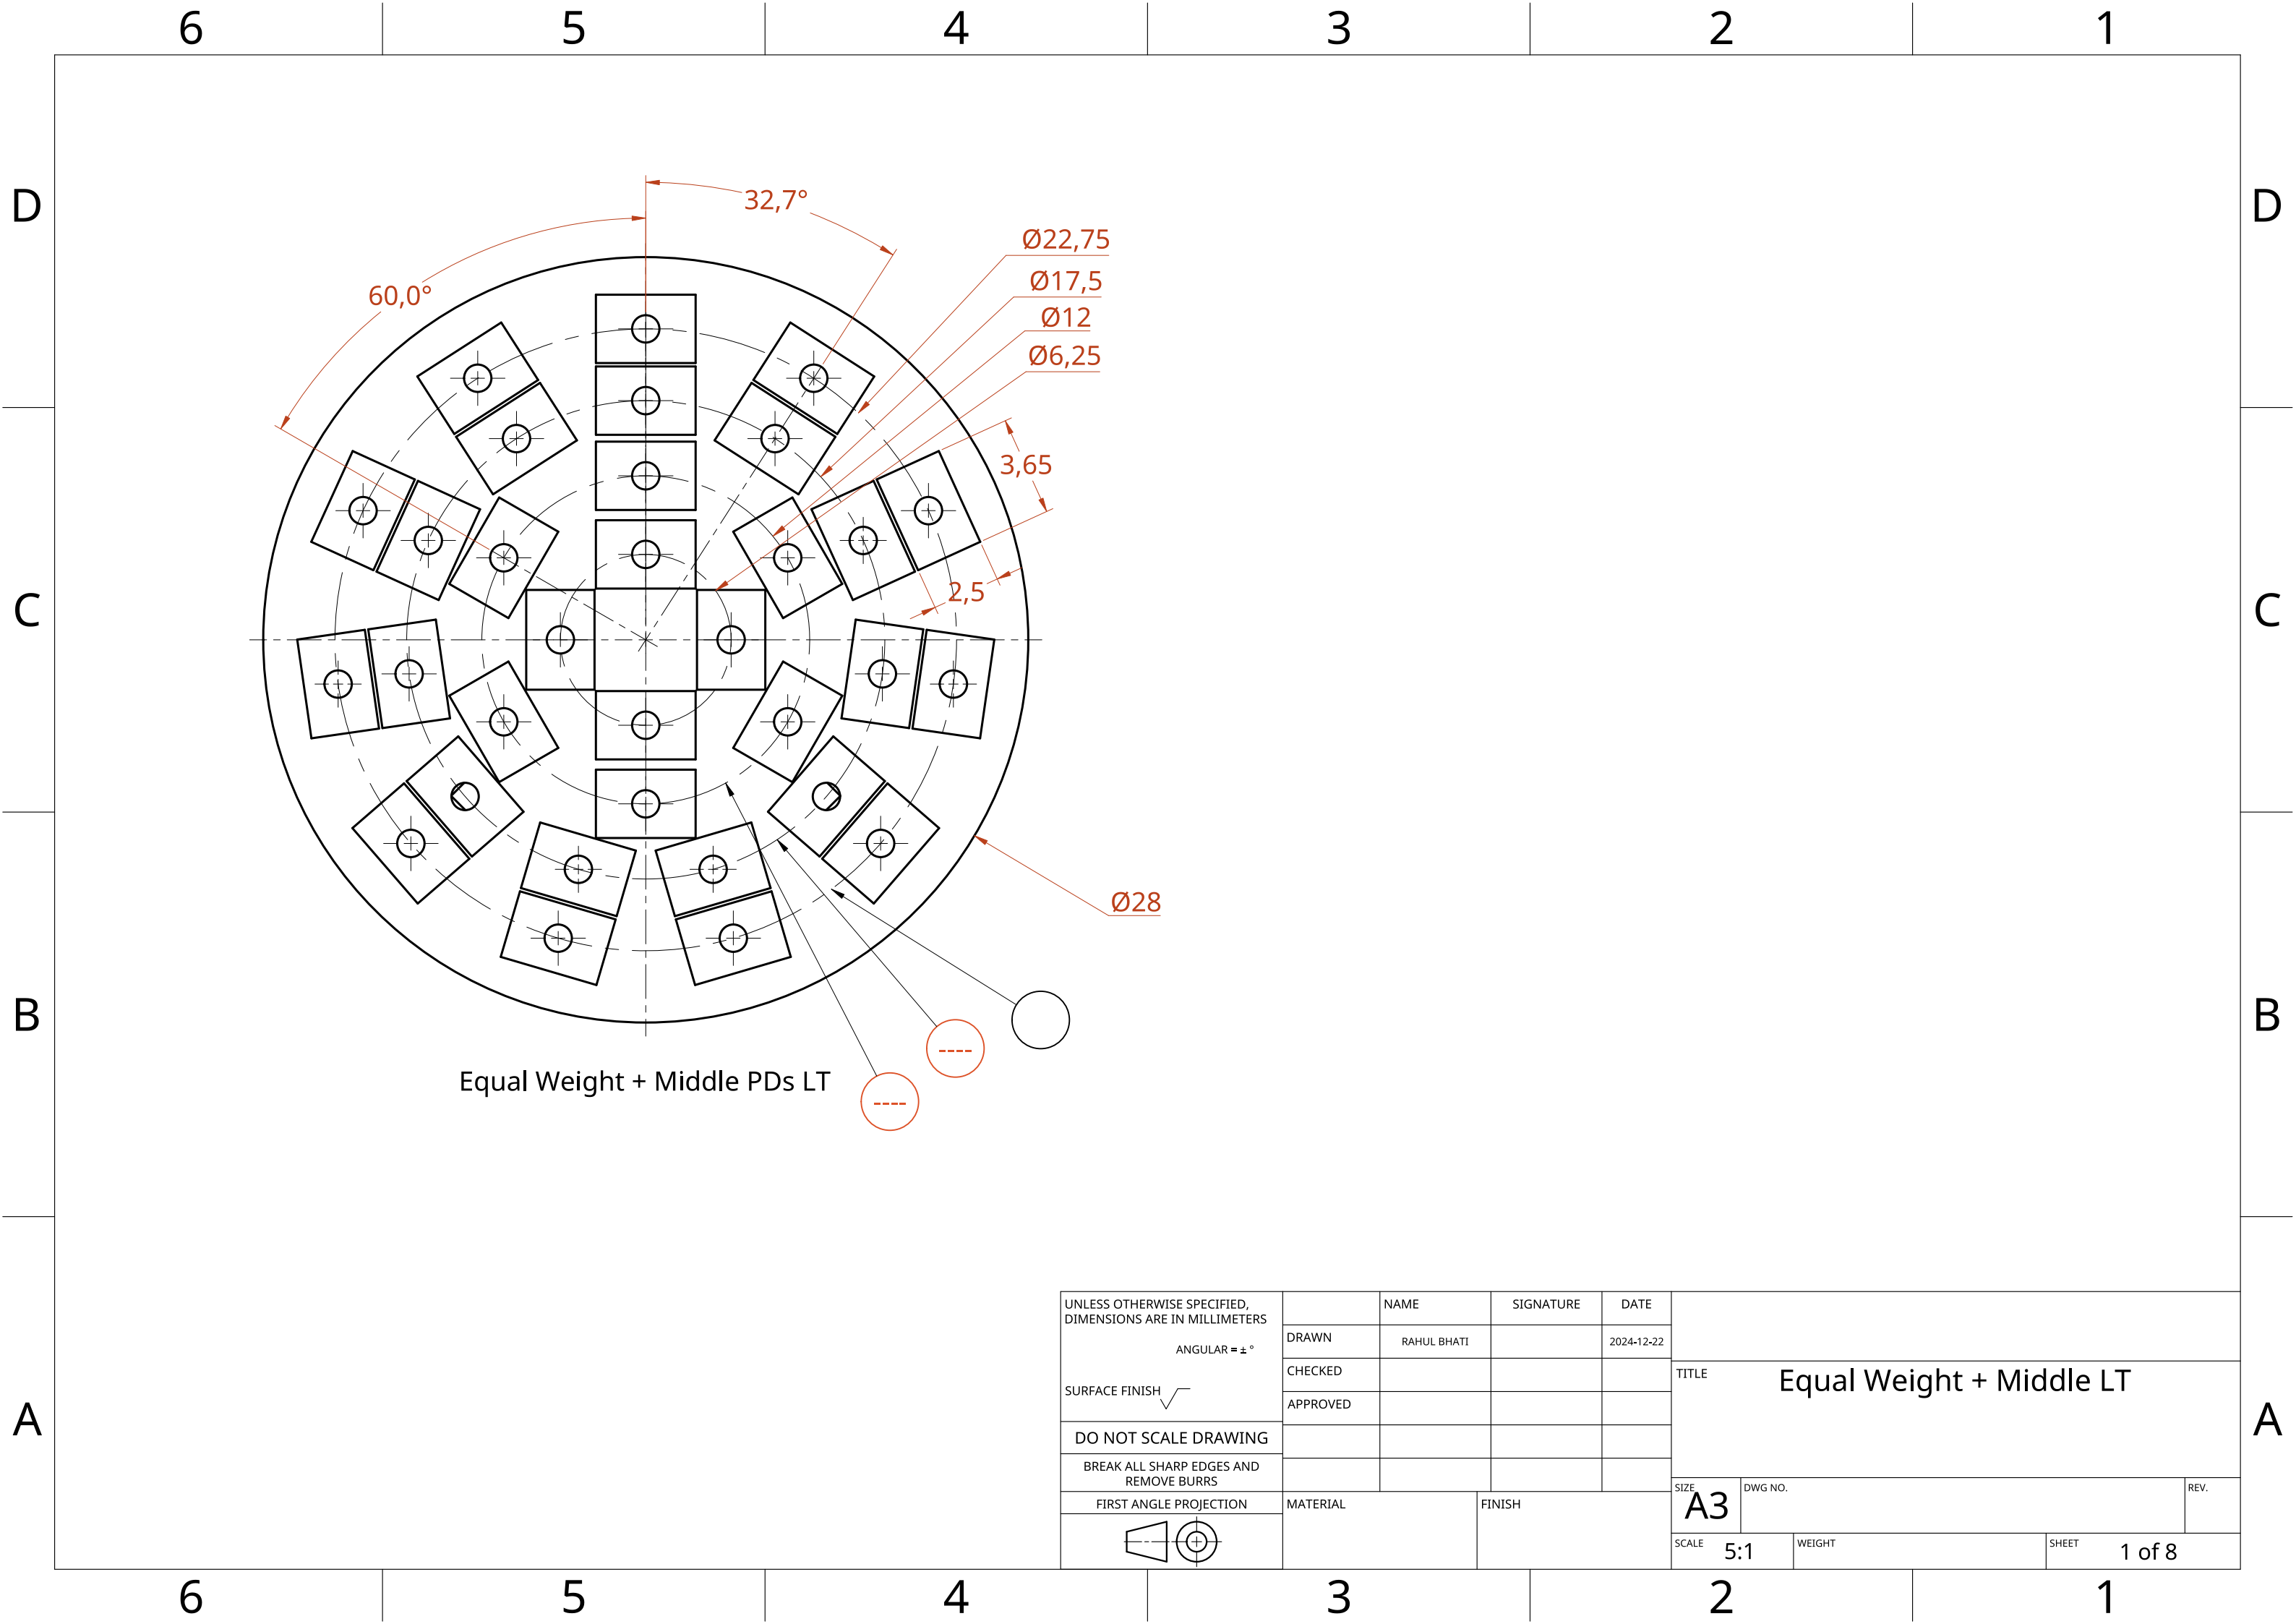 6 5 4 3 2 1
D D
32,7°
Ø22,75
Ø17,5
60,0°
Ø12
Ø6,25
3,65
2,5
C C
Ø28
B B
----
----
Equal Weight + Middle PDs LT
A A
UNLESS OTHERWISE SPECIFIED,
DIMENSIONS ARE IN MILLIMETERS
ANGULAR = ± °
SURFACE FINISH
DO NOT SCALE DRAWING
BREAK ALL SHARP EDGES AND
REMOVE BURRS
FIRST ANGLE PROJECTION
NAME SIGNATURE DATE
DRAWN RAHUL BHATI 2024-12-22
CHECKED
APPROVED
MATERIAL FINISH
TITLE Equal Weight + Middle LT
SIZE A3 DWG NO. REV.
SCALE 5:1 WEIGHT SHEET 1 of 8
6 5 4 3 2 1